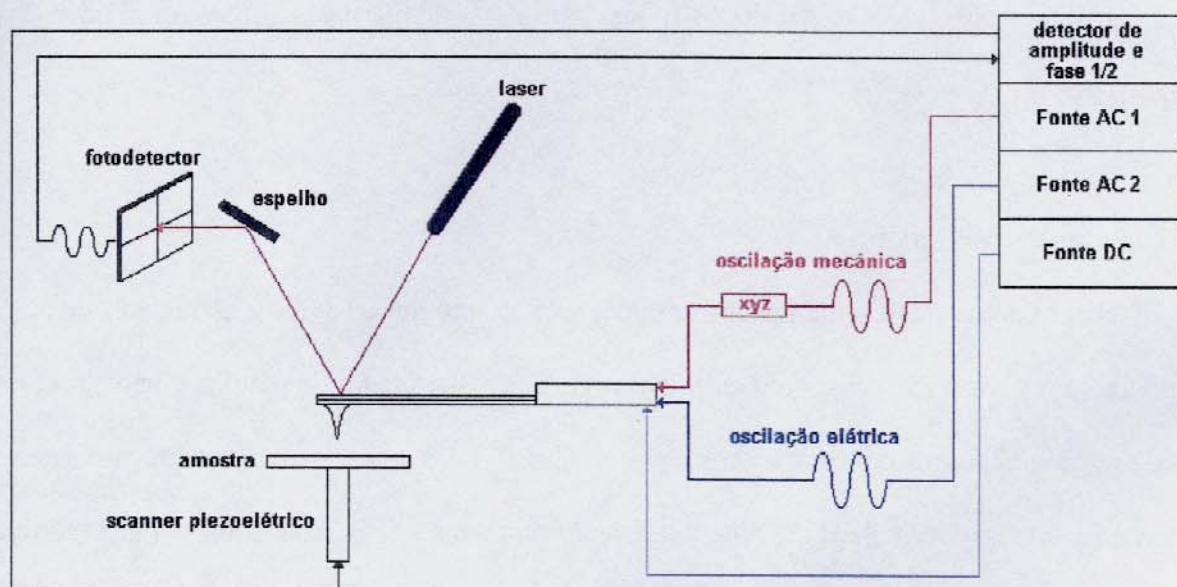 detector de
amplitude e
fase 1/2
laser
Fonte AC 1
fotodetector
Fonte AC 2
espelho
Fonte DC
oscilação mecánica
xyz
oscilação elétrica
amostra
scanner piezoelétrico